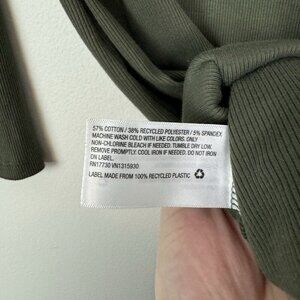 57% COTTON / 38% RECYCLED POLYESTER / 5% SPANDEX
MACHINE WASH COLD WITH LIKE COLORS. ONLY
NON-CHLORINE BLEACH IF NEEDED. TUMBLE DRY LOW.
REMOVE PROMPTLY. COOL IRON IF NEEDED. DO NOT IRON
ON LABEL.
RN17730 VN1315930
LABEL MADE FROM 100% RECYCLED PLASTIC